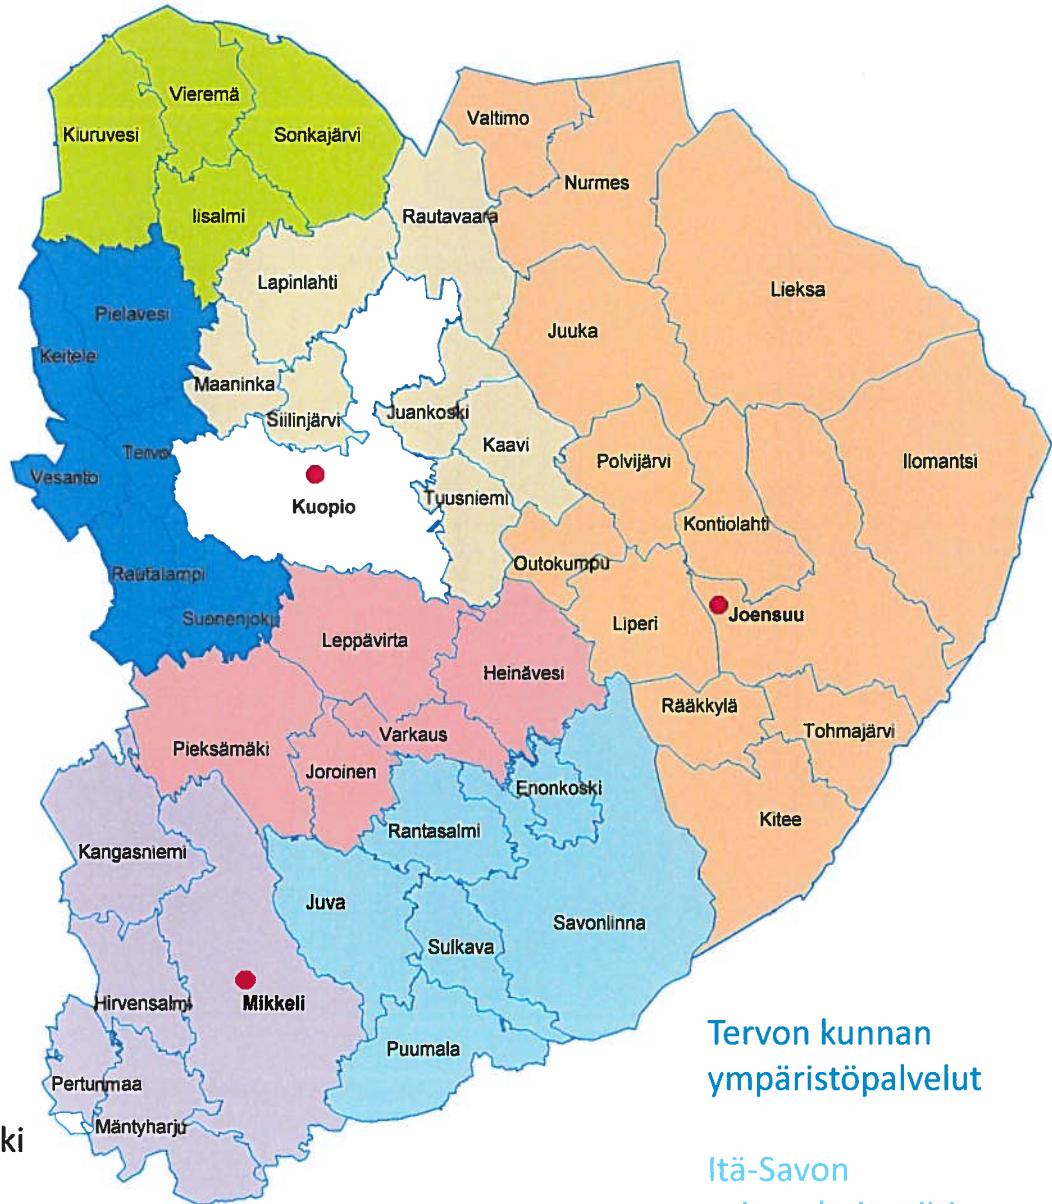 Vieremä
Valtimo
Kiuruvesi
Sonkajärvi
Nurmes
Iisalmi
Rautavaara
Lapinlahti
Lieksa
Pielavesi
Juuka
Keitele
Maaninka
Siilinjärvi
Juankoski
Kaavi
Tervo
Polvijärvi
Ilomantsi
Vesanto
Tuusniemi
Kuopio
Kontiolahti
Outokumpu
Rautalampi
Joensuu
Suonenjoki
Liperi
Leppävirta
Heinävesi
Rääkkylä
Tohmajärvi
Varkaus
Pieksämäki
Joroinen
Enonkoski
Kitee
Rantasalmi
Kangasniemi
Juva
Savonlinna
Sulkava
Hirvensalmi
Mikkeli
Tervon kunnan
Puumala
ympäristöpalvelut
Pertunmaa
Mäntyharju
ki
Itä-Savon